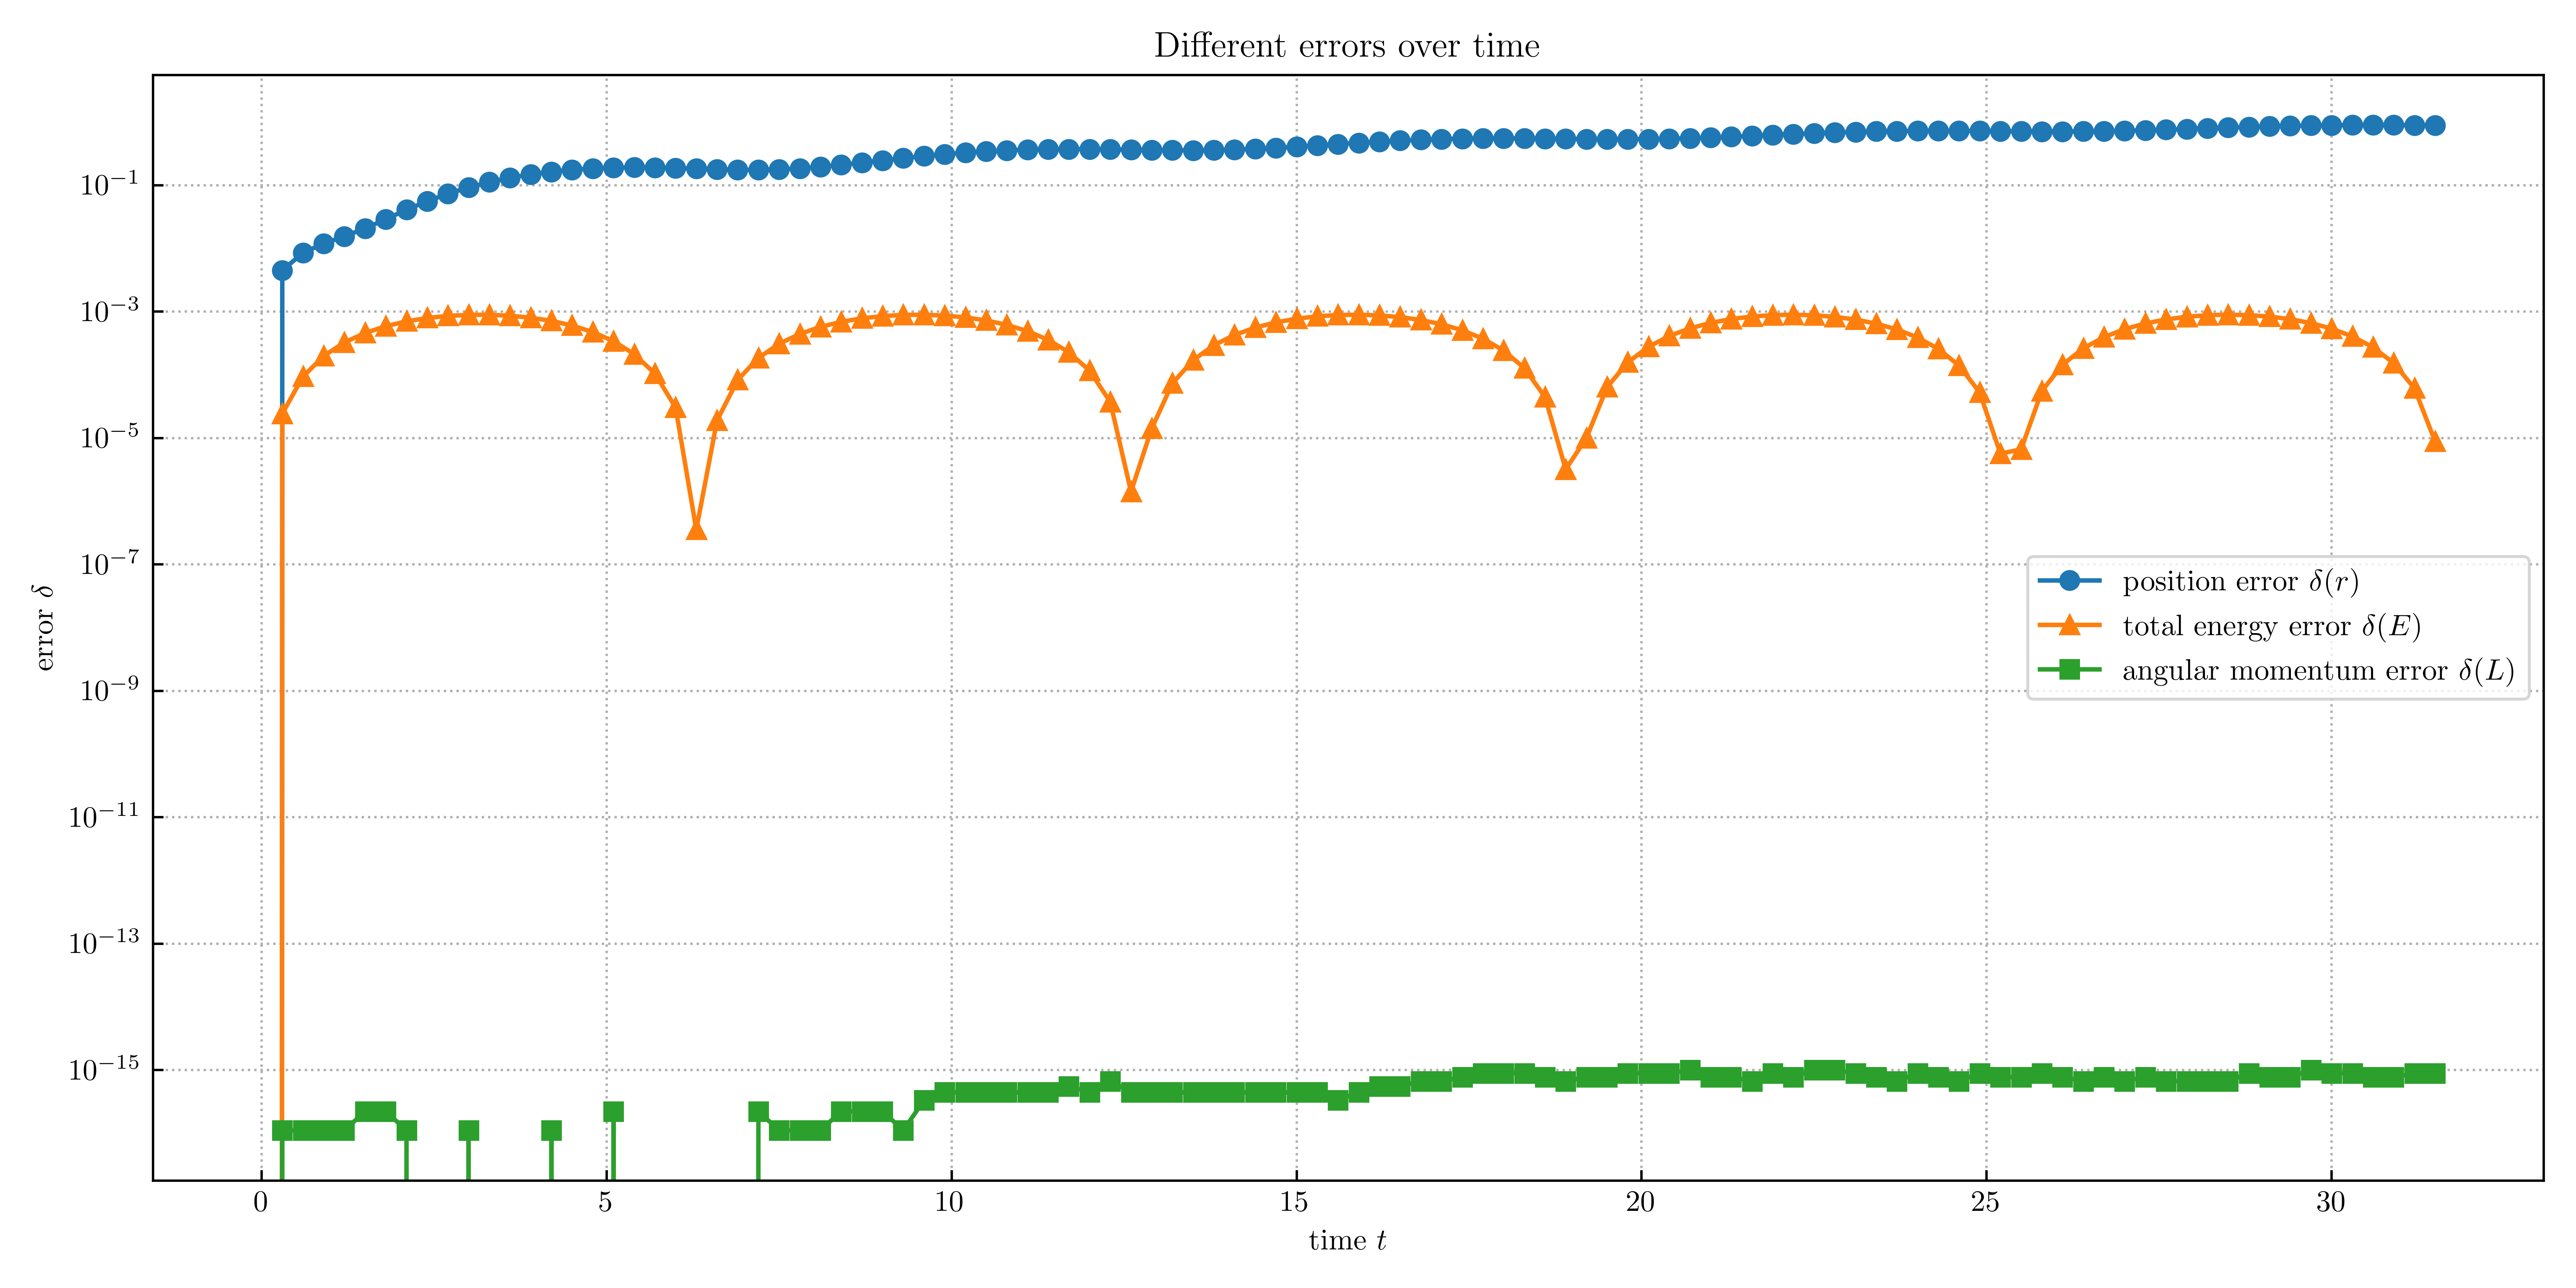 Different errors over time
error δ
10⁻¹
10⁻³
10⁻⁵
10⁻⁷
10⁻⁹
10⁻¹¹
10⁻¹³
10⁻¹⁵
position error δ(r)
total energy error δ(E)
angular momentum error δ(L)
0 5 10 15 20 25 30
time t